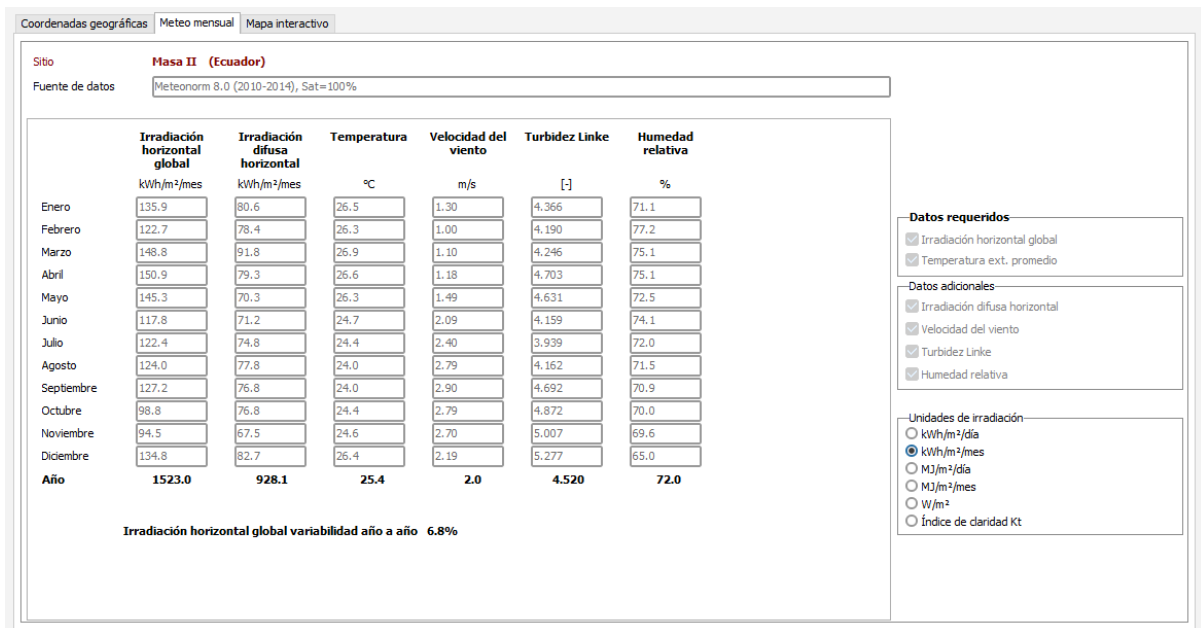 Coordenadas geográficas Meteo mensual Mapa interactivo
Sitio Masa II (Ecuador)
Fuente de datos Meteonorm 8.0 (2010-2014), Sat=100%
Irradiación horizontal global Irradiación difusa horizontal Temperatura Velocidad del viento Turbidez Linke Humedad relativa
kWh/m²/mes kWh/m²/mes °C m/s [-] %
Enero 135.9 80.6 26.5 1.30 4.366 71.1
Febrero 122.7 78.4 26.3 1.00 4.190 77.2
Marzo 148.8 91.8 26.9 1.10 4.246 75.1
Abril 150.9 79.3 26.6 1.18 4.703 75.1
Mayo 145.3 70.3 26.3 1.49 4.631 72.5
Junio 117.8 71.2 24.7 2.09 4.159 74.1
Julio 122.4 74.8 24.4 2.40 3.939 72.0
Agosto 124.0 77.8 24.0 2.79 4.162 71.5
Septiembre 127.2 76.8 24.0 2.90 4.692 70.9
Octubre 98.8 76.8 24.4 2.79 4.872 70.0
Noviembre 94.5 67.5 24.6 2.70 5.007 69.6
Diciembre 134.8 82.7 26.4 2.19 5.277 65.0
Año 1523.0 928.1 25.4 2.0 4.520 72.0
Irradiación horizontal global variabilidad año a año 6.8%
Datos requeridos
Irradiación horizontal global
Temperatura ext. promedio
Datos adicionales
Irradiación difusa horizontal
Velocidad del viento
Turbidez Linke
Humedad relativa
Unidades de irradiación
kWh/m²/día
kWh/m²/mes
MJ/m²/día
MJ/m²/mes
W/m²
Índice de claridad Kt